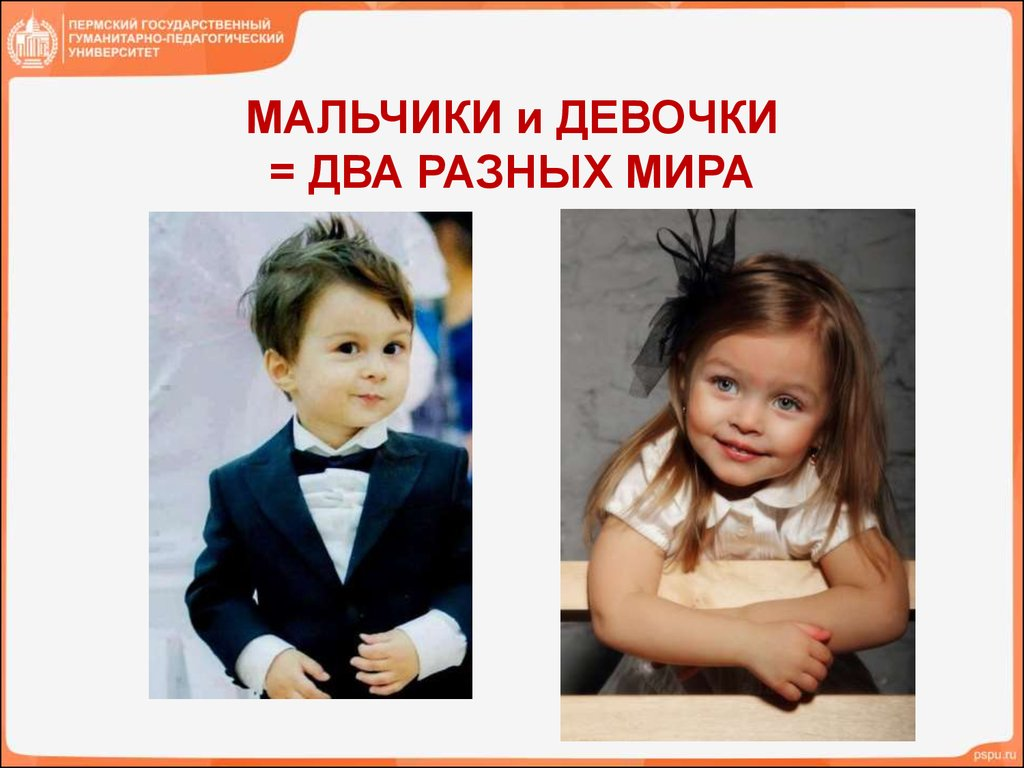 ПЕРМСКИЙ ГОСУДАРСТВЕННЫЙ
ГУМАНИТАРНО-ПЕДАГОГИЧЕСКИЙ
УНИВЕРСИТЕТ
МАЛЬЧИКИ и ДЕВОЧКИ
= ДВА РАЗНЫХ МИРА
pspu.ru